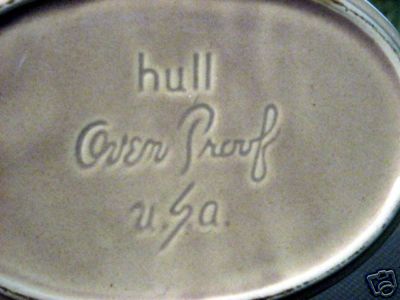 hull
Oven Proof
u.s.a.